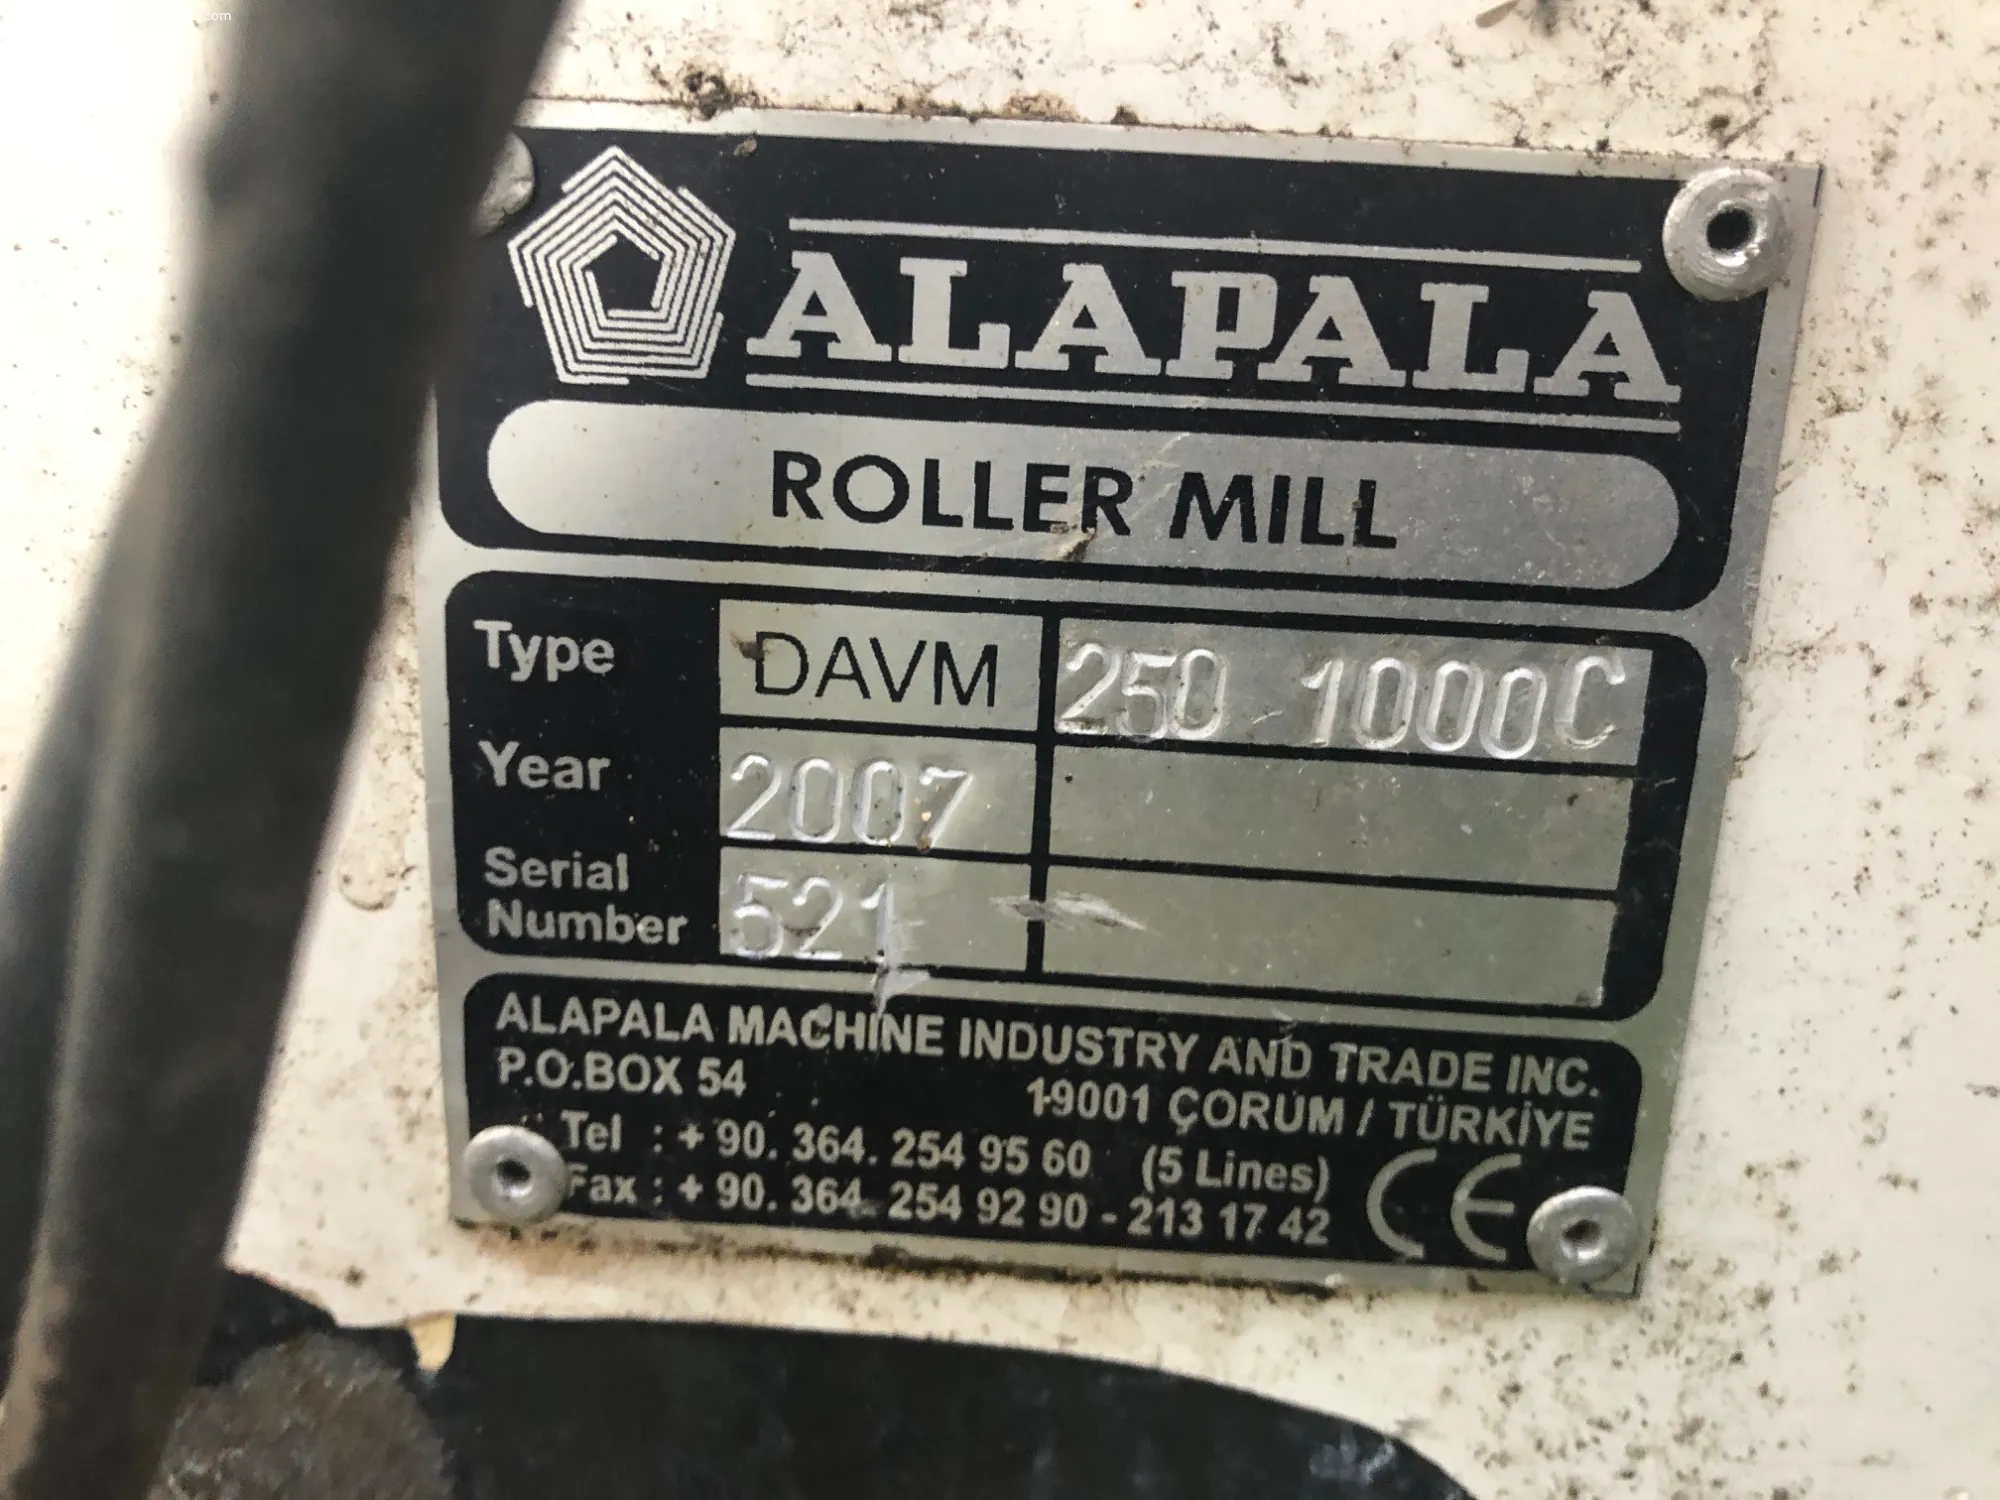 .com
ALAPALA
ROLLER MILL
Type DAVM 250 1000C
Year 2007
Serial Number 521
ALAPALA MACHINE INDUSTRY AND TRADE INC.
P.O.BOX 54 19001 ÇORUM / TÜRKİYE
Tel : + 90. 364. 254 95 60 (5 Lines)
Fax : + 90. 364. 254 92 90 - 213 17 42
CE